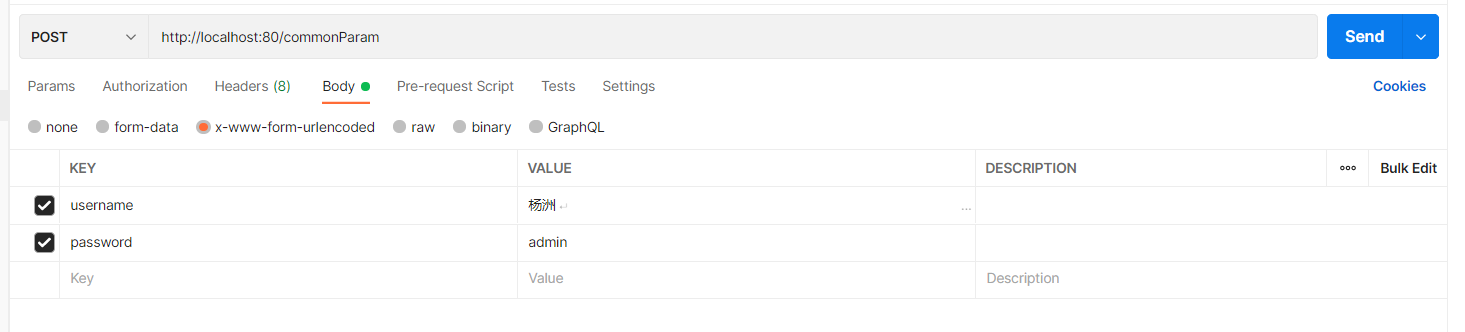 POST http://localhost:80/commonParam Send
Params Authorization Headers (8) Body Pre-request Script Tests Settings Cookies
none form-data x-www-form-urlencoded raw binary GraphQL
KEY VALUE DESCRIPTION ooo Bulk Edit
username 杨洲 ↵ ...
password admin
Key Value Description